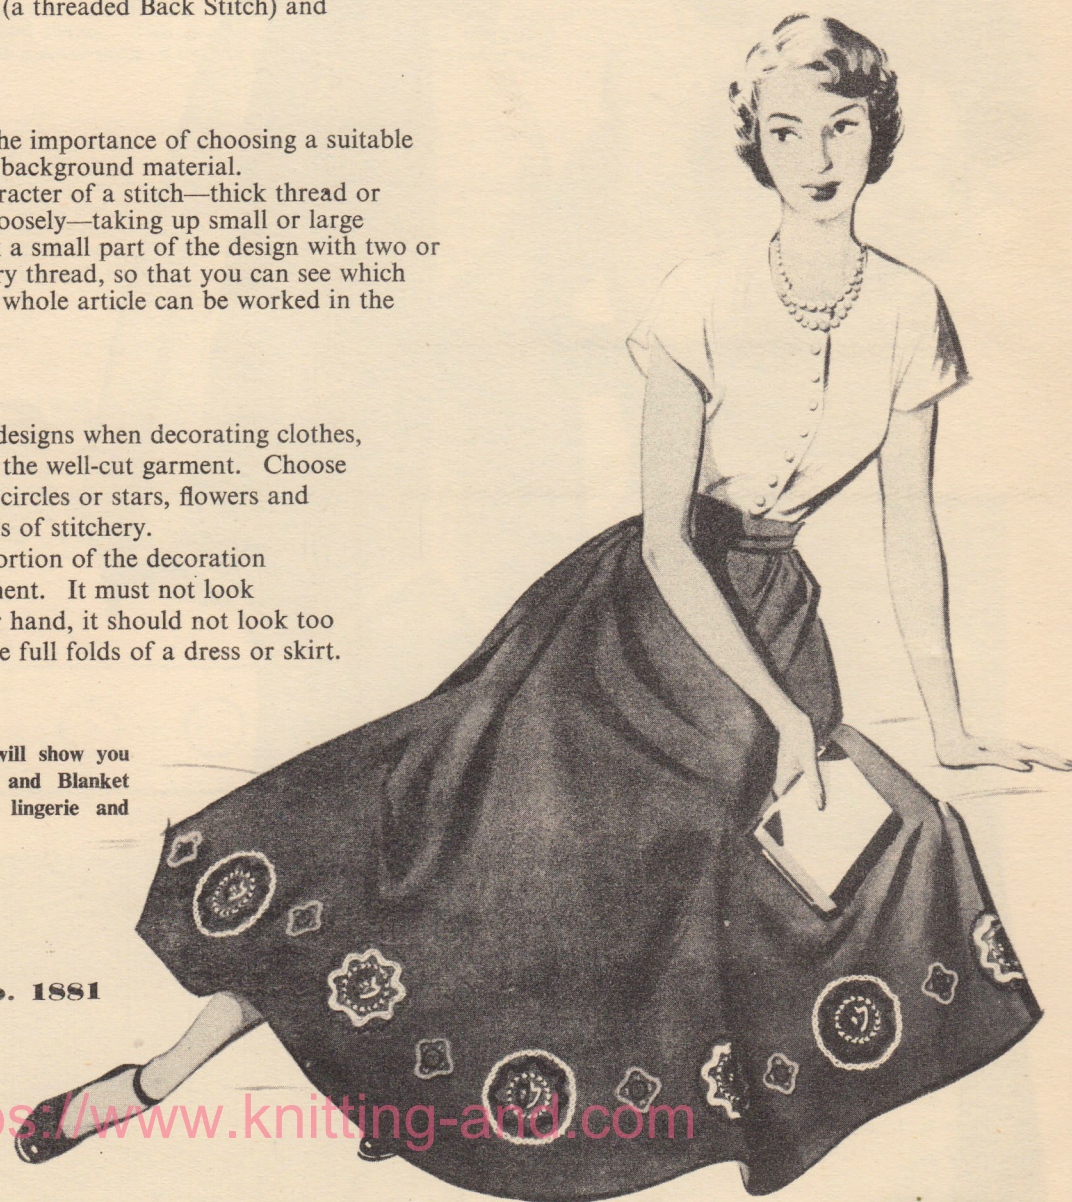 (a threaded Back Stitch) and
he importance of choosing a suitable
background material.
racter of a stitch—thick thread or
oosely—taking up small or large
a small part of the design with two or
ry thread, so that you can see which
whole article can be worked in the
designs when decorating clothes,
the well-cut garment. Choose
circles or stars, flowers and
s of stitchery.
ortion of the decoration
ent. It must not look
hand, it should not look too
e full folds of a dress or skirt.
will show you
and Blanket
lingerie and
o. 1881
ps://www.knitting-and.com